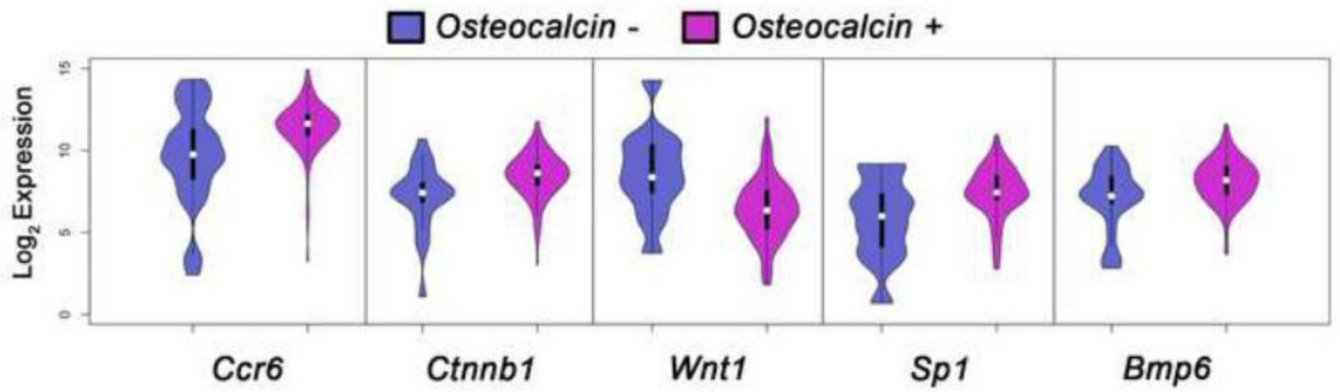 Osteocalcin - Osteocalcin +
Log2 Expression
15
10
5
0
Ccr6 Ctnnb1 Wnt1 Sp1 Bmp6